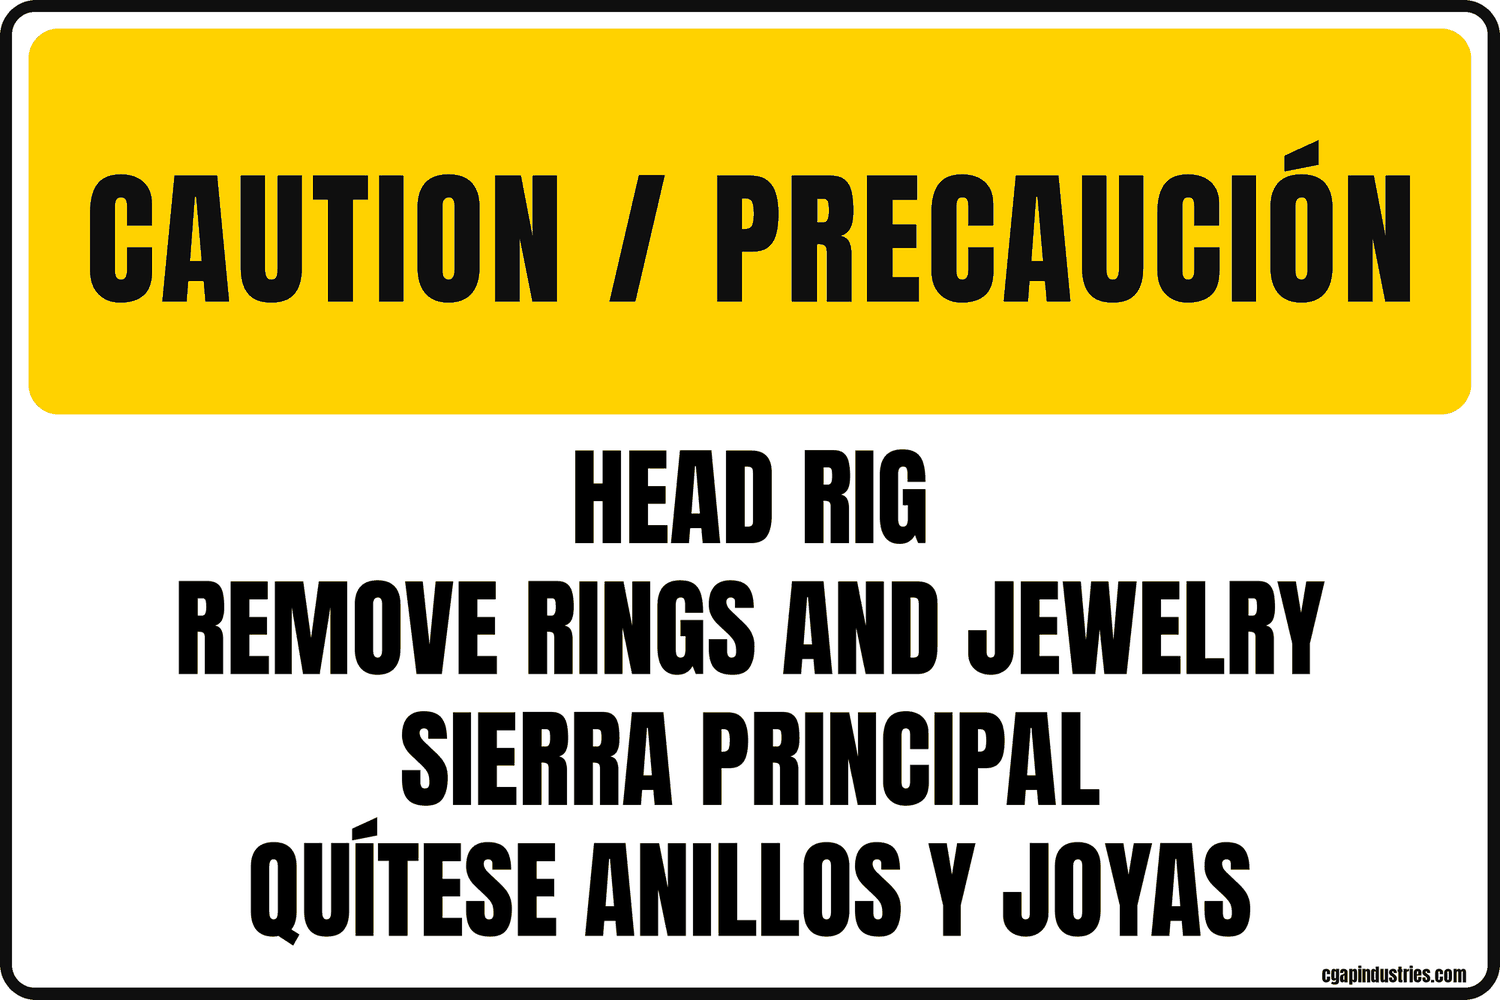 CAUTION / PRECAUCIÓN
HEAD RIG
REMOVE RINGS AND JEWELRY
SIERRA PRINCIPAL
QUÍTESE ANILLOS Y JOYAS
cgapindustries.com